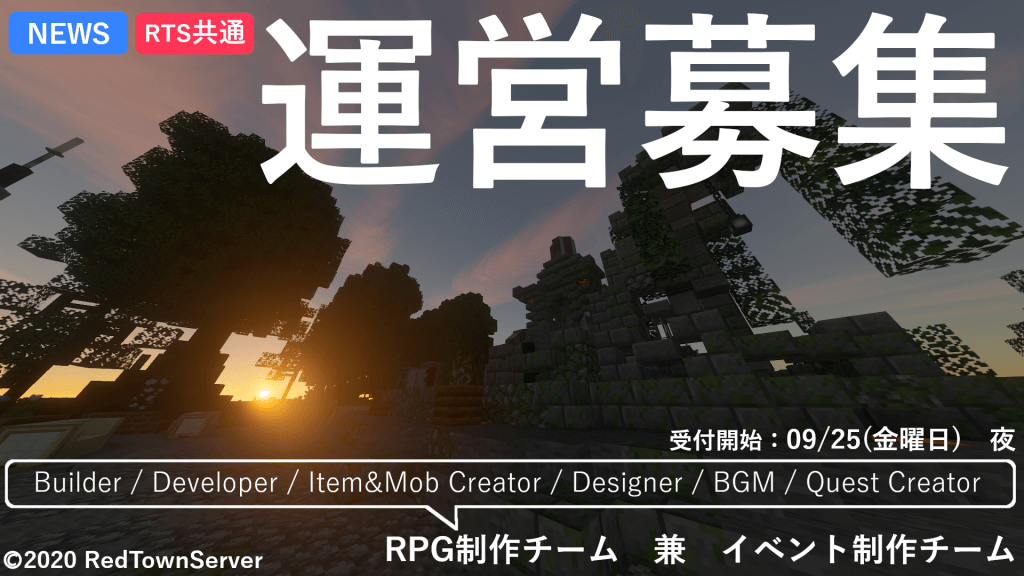 NEWS
RTS共通
運営募集
受付開始：09/25(金曜日)　夜
Builder / Developer / Item&Mob Creator / Designer / BGM / Quest Creator
RPG制作チーム　兼　イベント制作チーム
©2020 RedTownServer